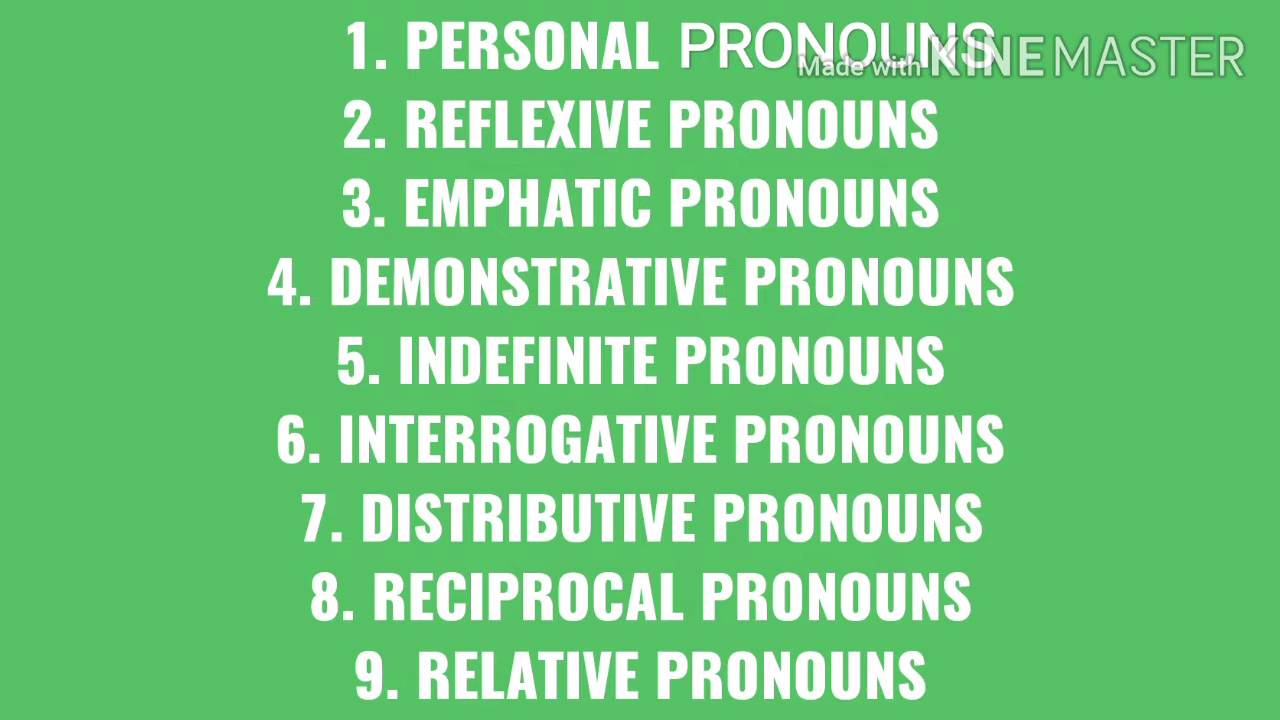 1. PERSONAL PRONOUNS
Made with KINEMASTER
2. REFLEXIVE PRONOUNS
3. EMPHATIC PRONOUNS
4. DEMONSTRATIVE PRONOUNS
5. INDEFINITE PRONOUNS
6. INTERROGATIVE PRONOUNS
7. DISTRIBUTIVE PRONOUNS
8. RECIPROCAL PRONOUNS
9. RELATIVE PRONOUNS